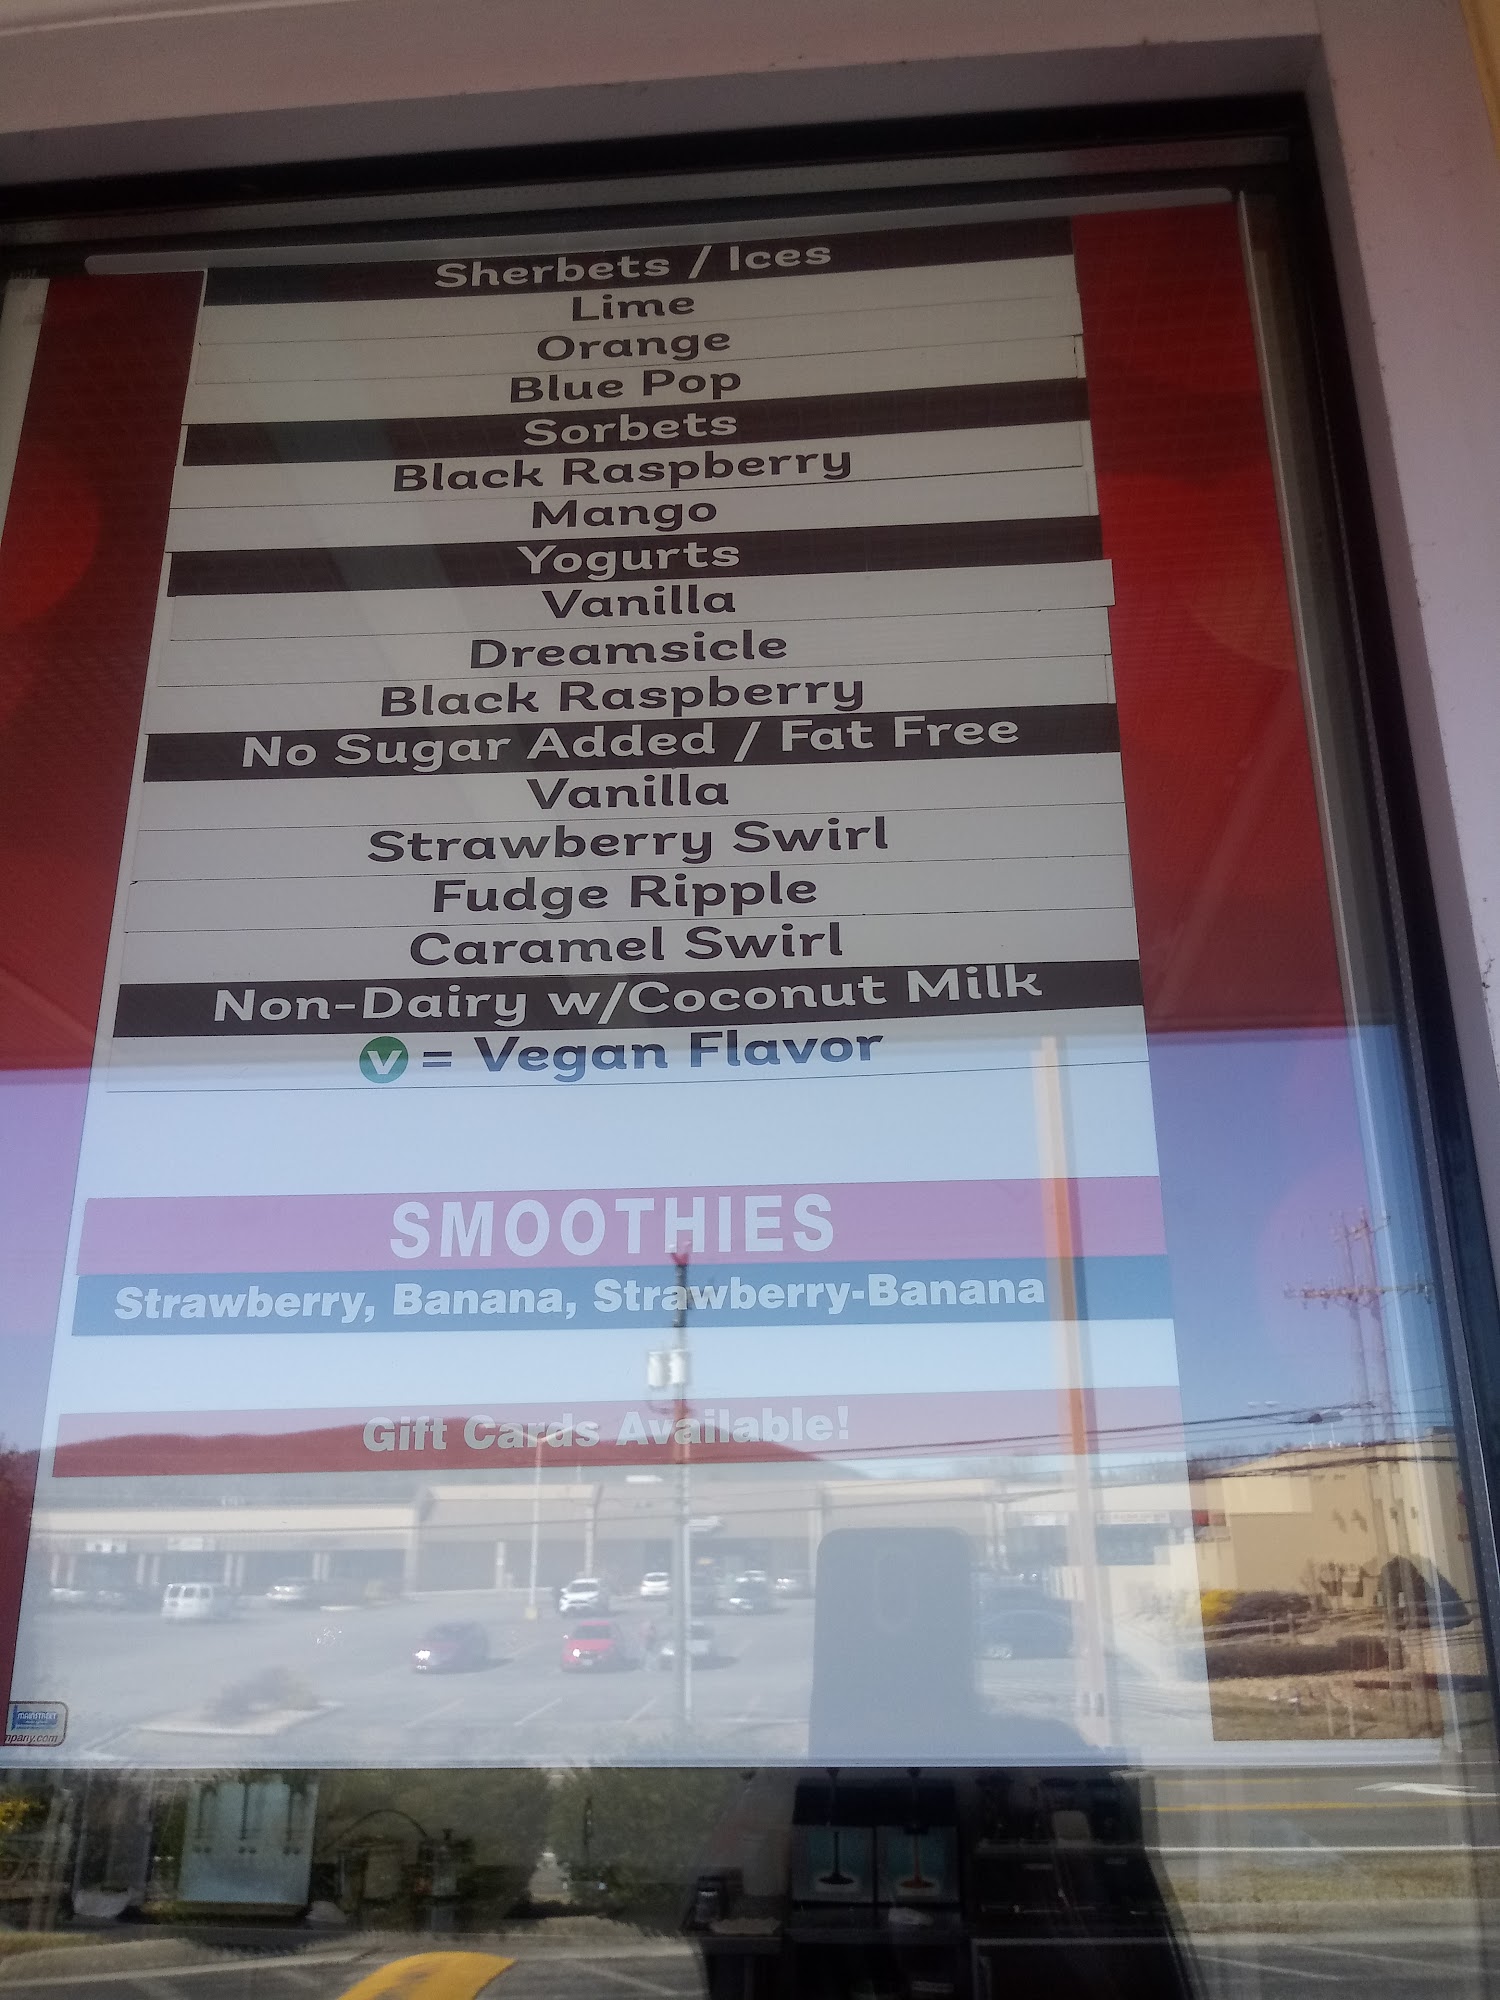 Sherbets / Ices
Lime
Orange
Blue Pop
Sorbets
Black Raspberry
Mango
Yogurts
Vanilla
Dreamsicle
Black Raspberry
No Sugar Added / Fat Free
Vanilla
Strawberry Swirl
Fudge Ripple
Caramel Swirl
Non-Dairy w/Coconut Milk
V = Vegan Flavor
SMOOTHIES
Strawberry, Banana, Strawberry-Banana
Gift Cards Available!
MAINSTREET